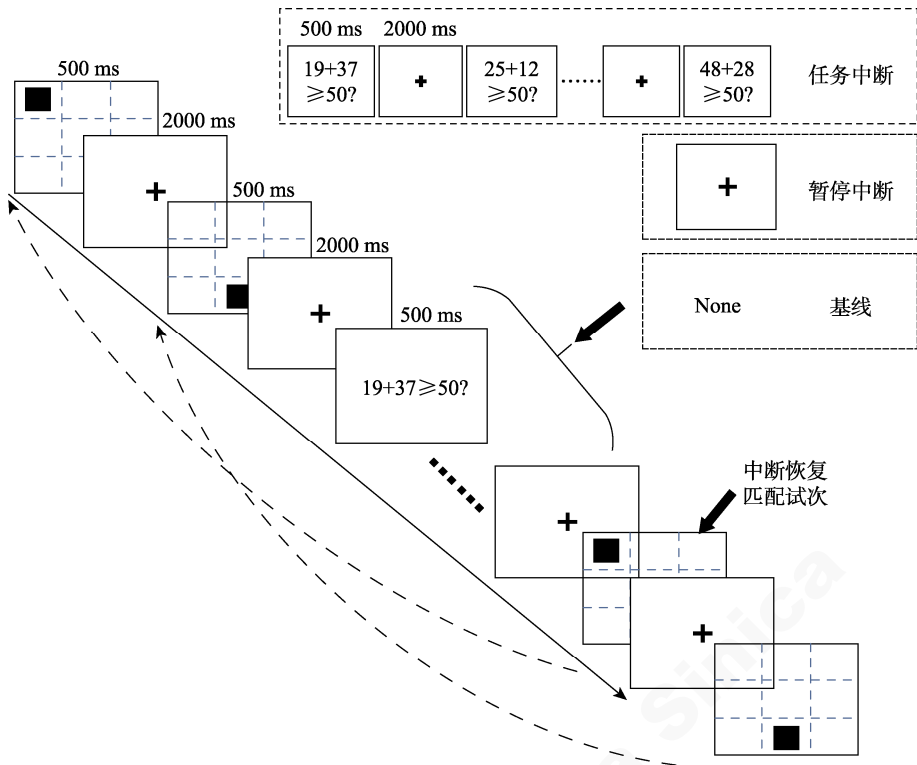 500 ms 2000 ms
19+37
≥50?
25+12
≥50?
48+28
≥50?
任务中断
暂停中断
None 基线
500 ms
2000 ms
500 ms
2000 ms
500 ms
19+37≥50?
中断恢复
匹配试次
Sinica